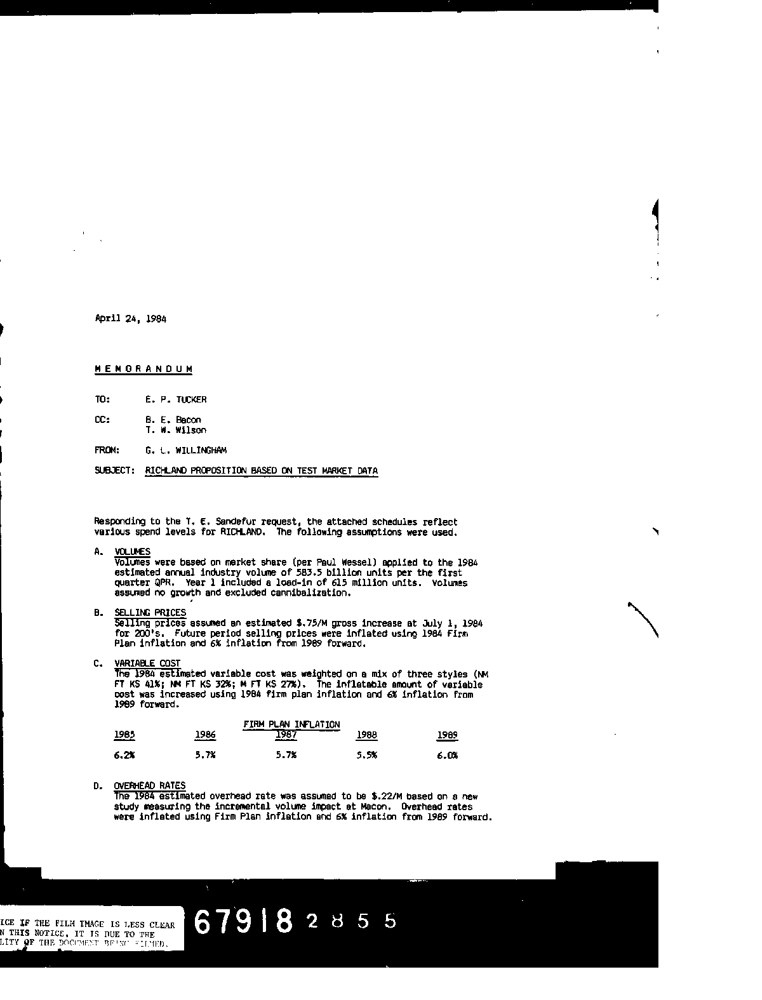 April 24, 1984
M E M O R A N D U M
TO: E. P. TUCKER
CC: B. E. Bacon
T. W. Wilson
FROM: G. L. WILLINGHAM
SUBJECT: RICHLAND PROPOSITION BASED ON TEST MARKET DATA
Responding to the T. E. Sandefur request, the attached schedules reflect
various spend levels for RICHLAND. The following assumptions were used.
A. VOLUMES
Volumes were based on market share (per Paul Wessel) applied to the 1984
estimated annual industry volume of 583.5 billion units per the first
quarter QPR. Year 1 included a load-in of 615 million units. Volumes
assumed no growth and excluded cannibalization.
B. SELLING PRICES
Selling prices assumed an estimated $.75/M gross increase at July 1, 1984
for 200's. Future period selling prices were inflated using 1984 Firm
Plan inflation and 6% inflation from 1989 forward.
C. VARIABLE COST
The 1984 estimated variable cost was weighted on a mix of three styles (NM
FT KS 41%; NM FT KS 32%; M FT KS 27%). The inflatable amount of variable
cost was increased using 1984 firm plan inflation and 6% inflation from
1989 forward.
FIRM PLAN INFLATION
1985 1986 1987 1988 1989
6.2% 5.7% 5.7% 5.5% 6.0%
D. OVERHEAD RATES
The 1984 estimated overhead rate was assumed to be $.22/M based on a new
study measuring the incremental volume impact at Macon. Overhead rates
were inflated using Firm Plan inflation and 6% inflation from 1989 forward.
ICE IF THE FILM IMAGE IS LESS CLEAR
N THIS NOTICE, IT IS DUE TO THE
LITY OF THE DOCUMENT BEING FILMED.
67918 2855